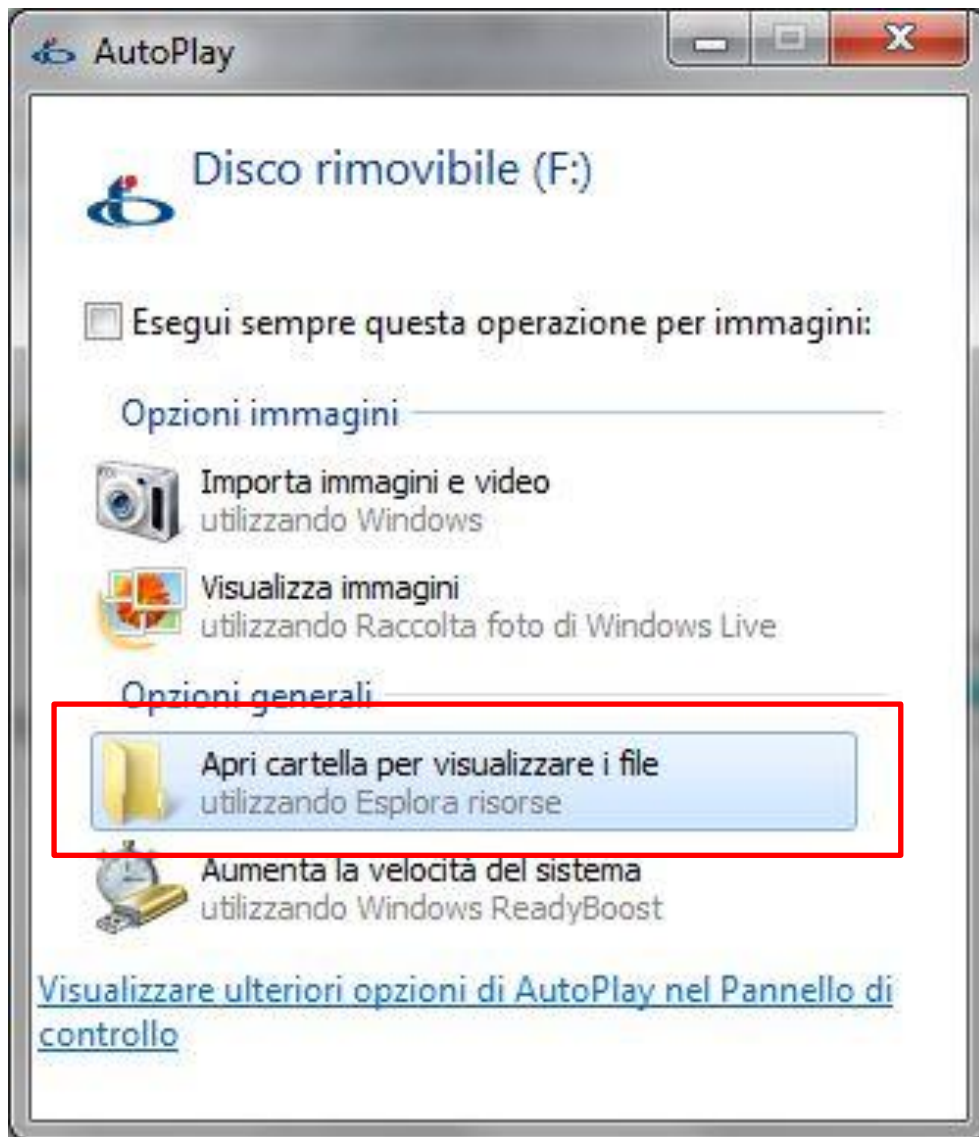 AutoPlay
Disco rimovibile (F:)
Esegui sempre questa operazione per immagini:
Opzioni immagini
Importa immagini e video
utilizzando Windows
Visualizza immagini
utilizzando Raccolta foto di Windows Live
Opzioni generali
Apri cartella per visualizzare i file
utilizzando Esplora risorse
Aumenta la velocità del sistema
utilizzando Windows ReadyBoost
Visualizzare ulteriori opzioni di AutoPlay nel Pannello di
controllo